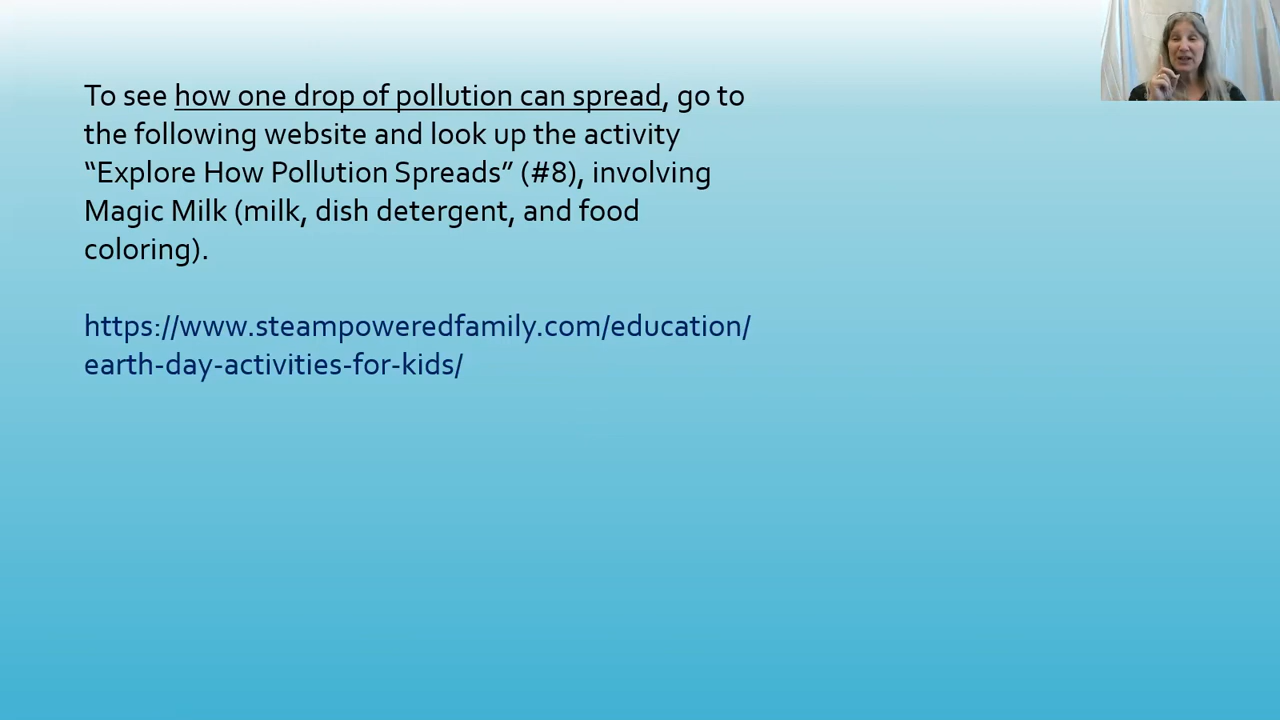 To see how one drop of pollution can spread, go to
the following website and look up the activity
“Explore How Pollution Spreads” (#8), involving
Magic Milk (milk, dish detergent, and food
coloring).
https://www.steampoweredfamily.com/education/
earth-day-activities-for-kids/